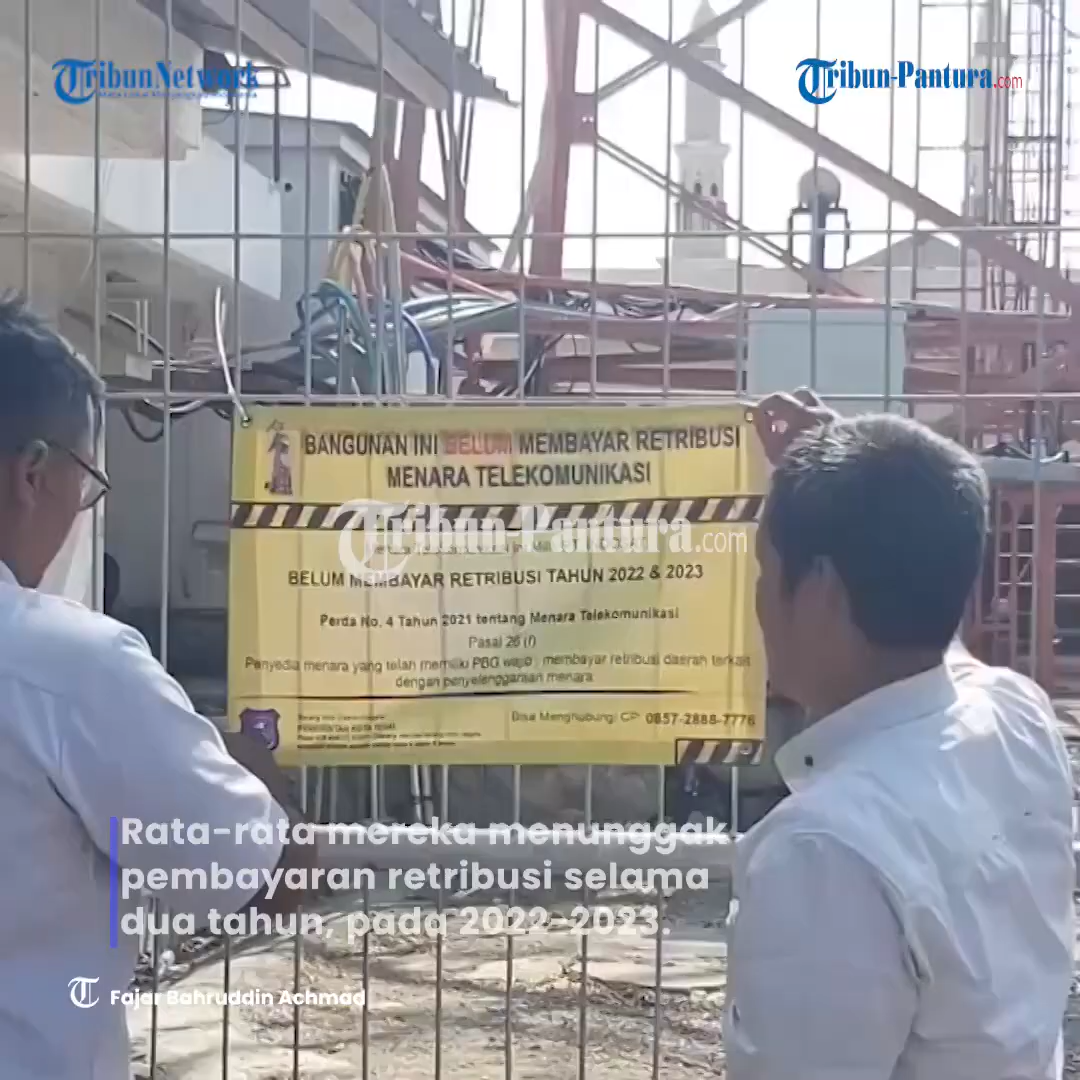 TribunNetwork
Tribun-Pantura.com
BANGUNAN INI BELUM MEMBAYAR RETRIBUSI
MENARA TELEKOMUNIKASI
Tribun-Pantura.com
BELUM MEMBAYAR RETRIBUSI TAHUN 2022 & 2023
Perda No. 4 Tahun 2021 tentang Menara Telekomunikasi
Pasal 26 (f)
Penyedia menara yang telah memiliki PBG wajib membayar retribusi daerah terkait
dengan penyelenggaraan menara
Bisa Menghubungi CP 0857-2888-7776
Rata-rata mereka menunggak
pembayaran retribusi selama
dua tahun, pada 2022-2023.
Fajar Bahruddin Achmad